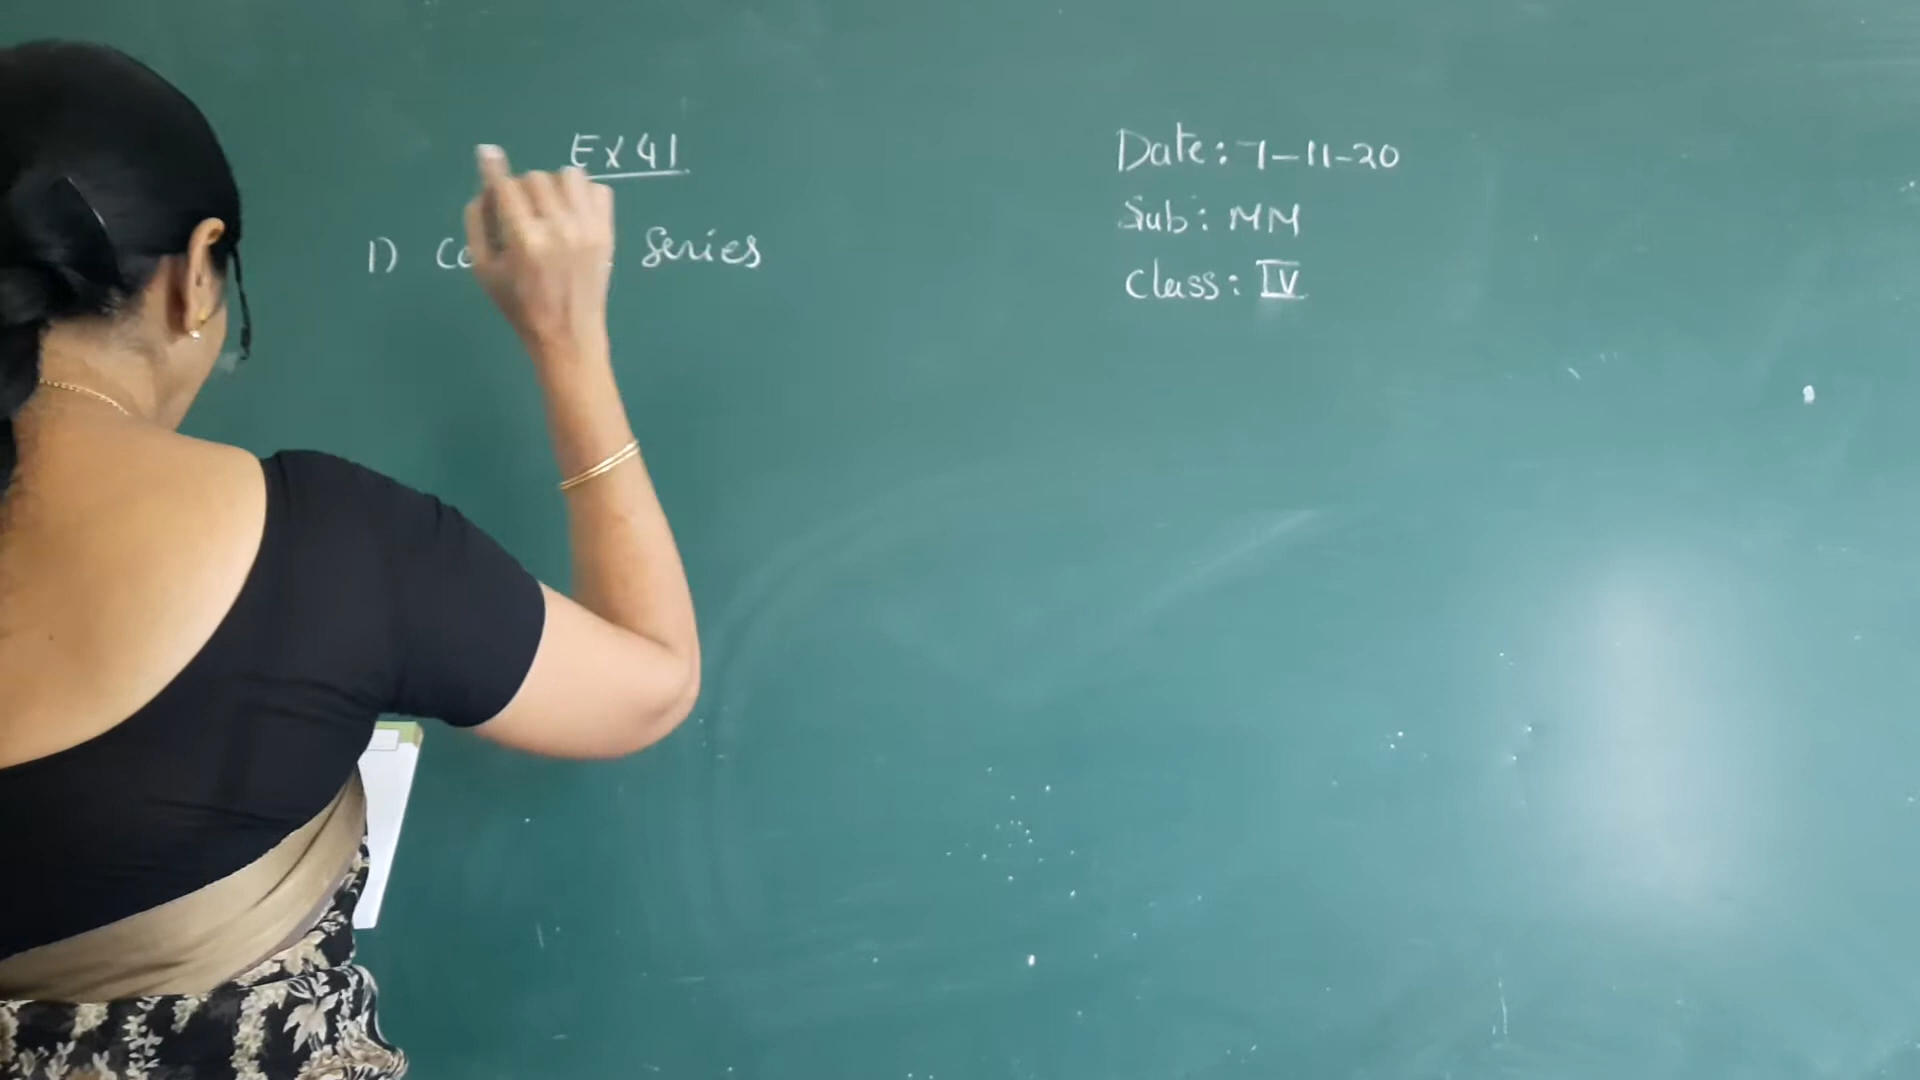 Ex 41
1) Series
Date: 7-11-20
Sub: MM
Class: IV